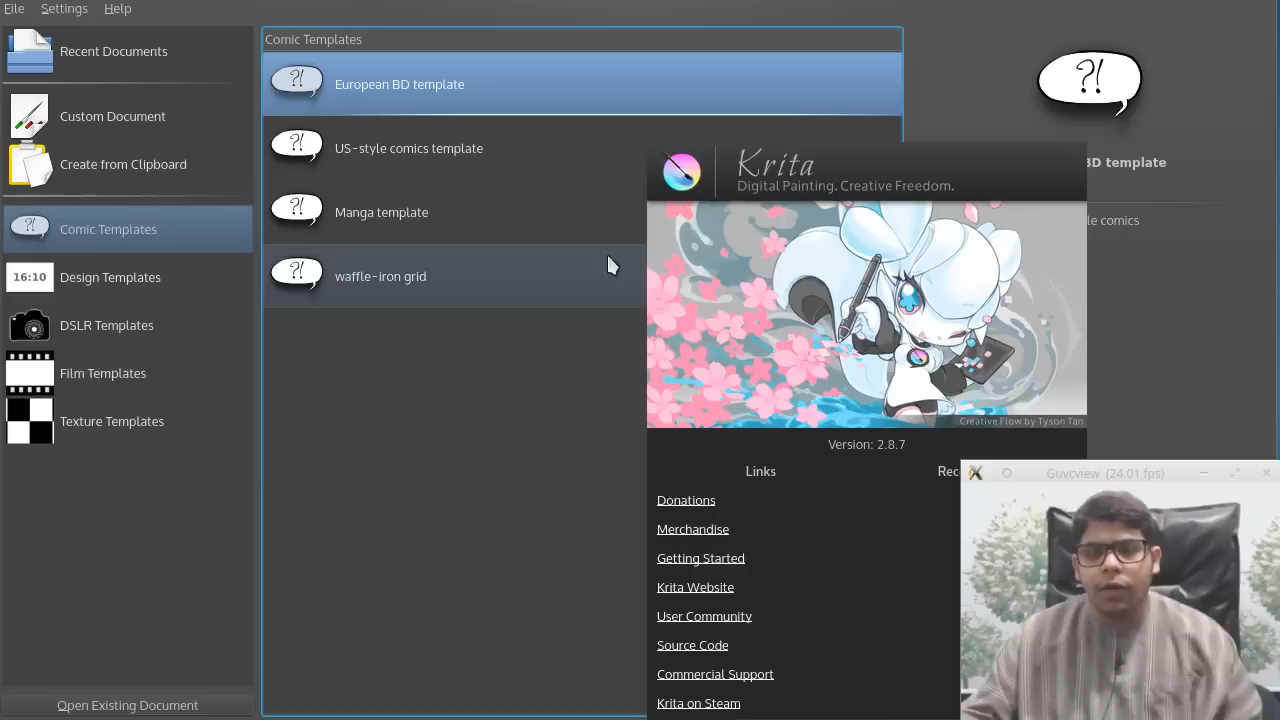 File Settings Help
Recent Documents
Custom Document
Create from Clipboard
Comic Templates
16:10 Design Templates
DSLR Templates
Film Templates
Texture Templates
Open Existing Document
Comic Templates
?! European BD template
?! US-style comics template
?! Manga template
?! waffle-iron grid
?!
BD template
le comics
Krita
Digital Painting. Creative Freedom.
Creative Flow by Tyson Tan
Version: 2.8.7
Links
Rec
Donations
Merchandise
Getting Started
Krita Website
User Community
Source Code
Commercial Support
Krita on Steam
Guvcview (24.01 fps)